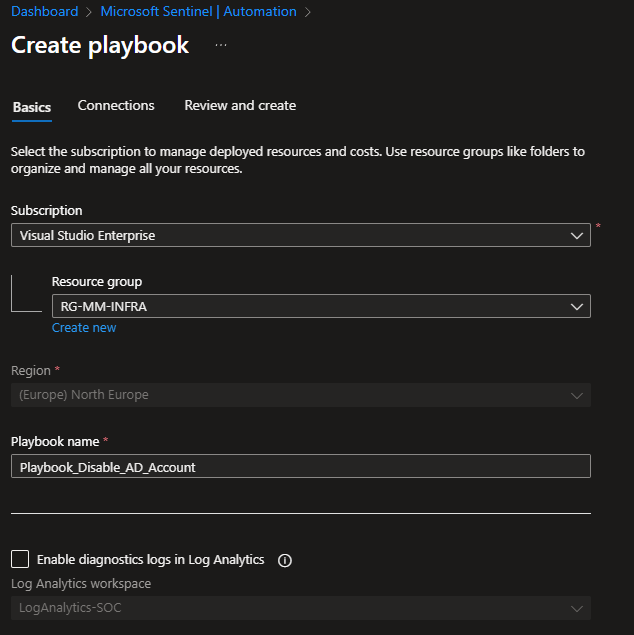 Dashboard > Microsoft Sentinel | Automation >
Create playbook ...
Basics Connections Review and create
Select the subscription to manage deployed resources and costs. Use resource groups like folders to
organize and manage all your resources.
Subscription
Visual Studio Enterprise *
Resource group
RG-MM-INFRA
Create new
Region *
(Europe) North Europe
Playbook name *
Playbook_Disable_AD_Account
Enable diagnostics logs in Log Analytics
Log Analytics workspace
LogAnalytics-SOC